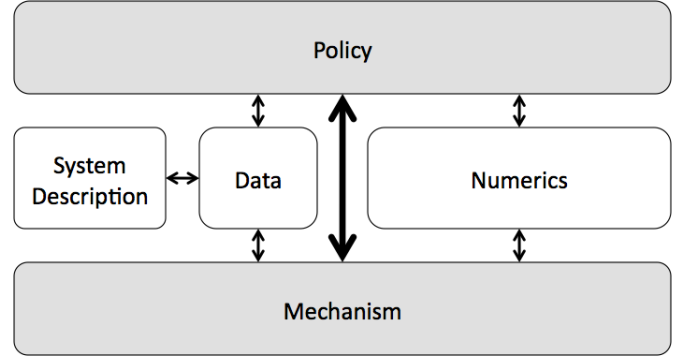 Policy
System
Description
Data
Numerics
Mechanism